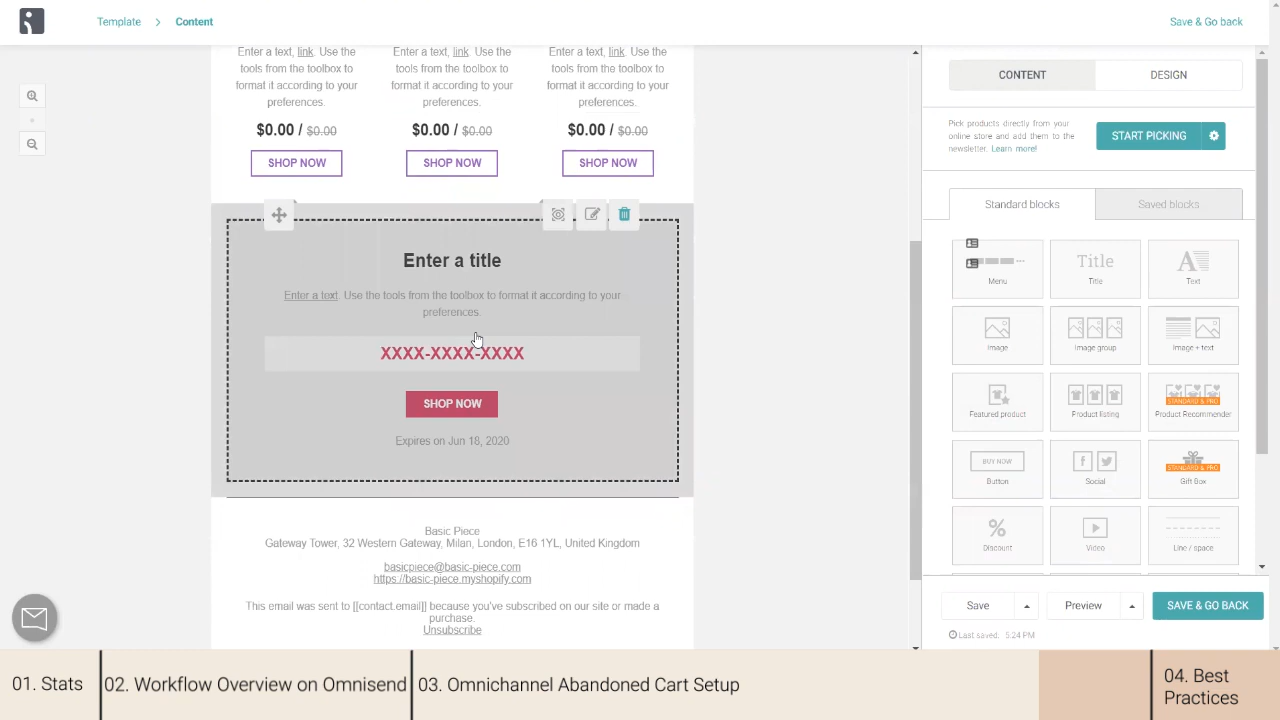 Template > Content
Save & Go back
Enter a text, link. Use the
tools from the toolbox to
format it according to your
preferences.
$0.00 / $0.00
SHOP NOW
Enter a text, link. Use the
tools from the toolbox to
format it according to your
preferences.
$0.00 / $0.00
SHOP NOW
Enter a text, link. Use the
tools from the toolbox to
format it according to your
preferences.
$0.00 / $0.00
SHOP NOW
Enter a title
Enter a text. Use the tools from the toolbox to format it according to your
preferences.
XXXX-XXXX-XXXX
SHOP NOW
Expires on Jun 18, 2020
Basic Piece
Gateway Tower, 32 Western Gateway, Milan, London, E16 1YL, United Kingdom
basicpiece@basic-piece.com
https://basic-piece.myshopify.com
This email was sent to [[contact.email]] because you've subscribed on our site or made a
purchase.
Unsubscribe
CONTENT
DESIGN
Pick products directly from your
online store and add them to the
newsletter. Learn more!
START PICKING
Standard blocks
Saved blocks
Menu
Title
Title
A
Text
Image
Image group
Image + text
Featured product
Product listing
STANDARD & PRO
Product Recommender
BUY NOW
Button
Social
STANDARD & PRO
Gift Box
%
Discount
Video
Line / space
Save
Preview
SAVE & GO BACK
Last saved: 5:24 PM
01. Stats
02. Workflow Overview on Omnisend
03. Omnichannel Abandoned Cart Setup
04. Best
Practices